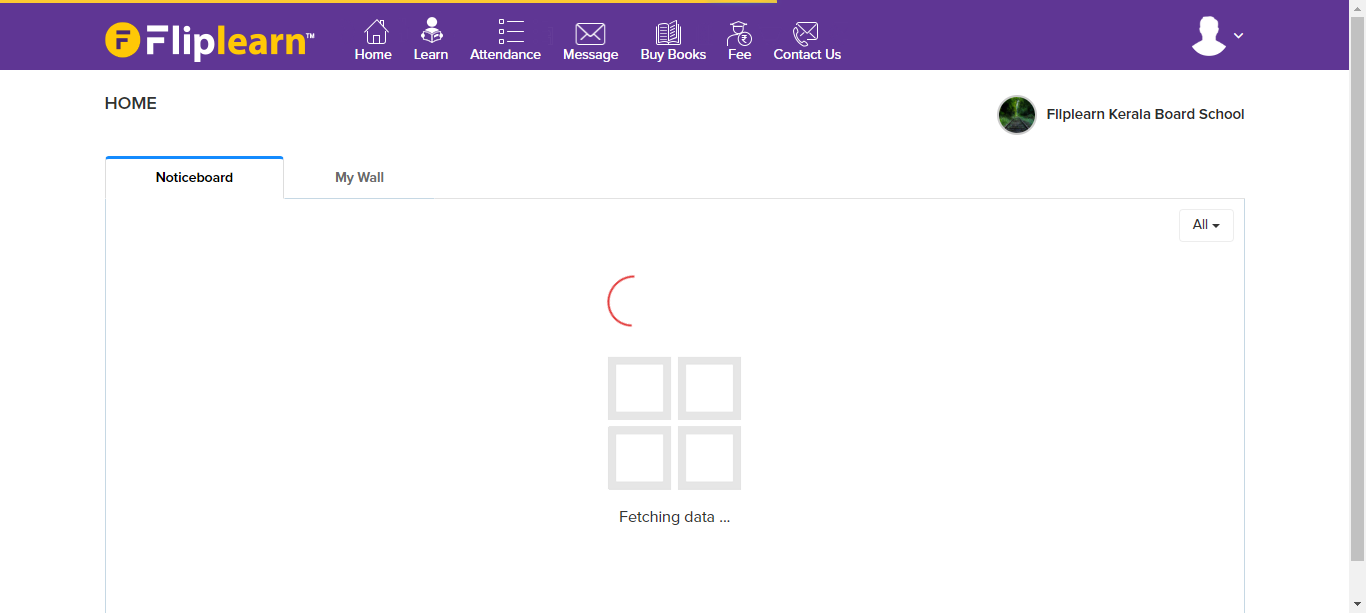 Fliplearn™
Home Learn Attendance Message Buy Books Fee Contact Us
HOME
Fliplearn Kerala Board School
Noticeboard My Wall
All
Fetching data ...